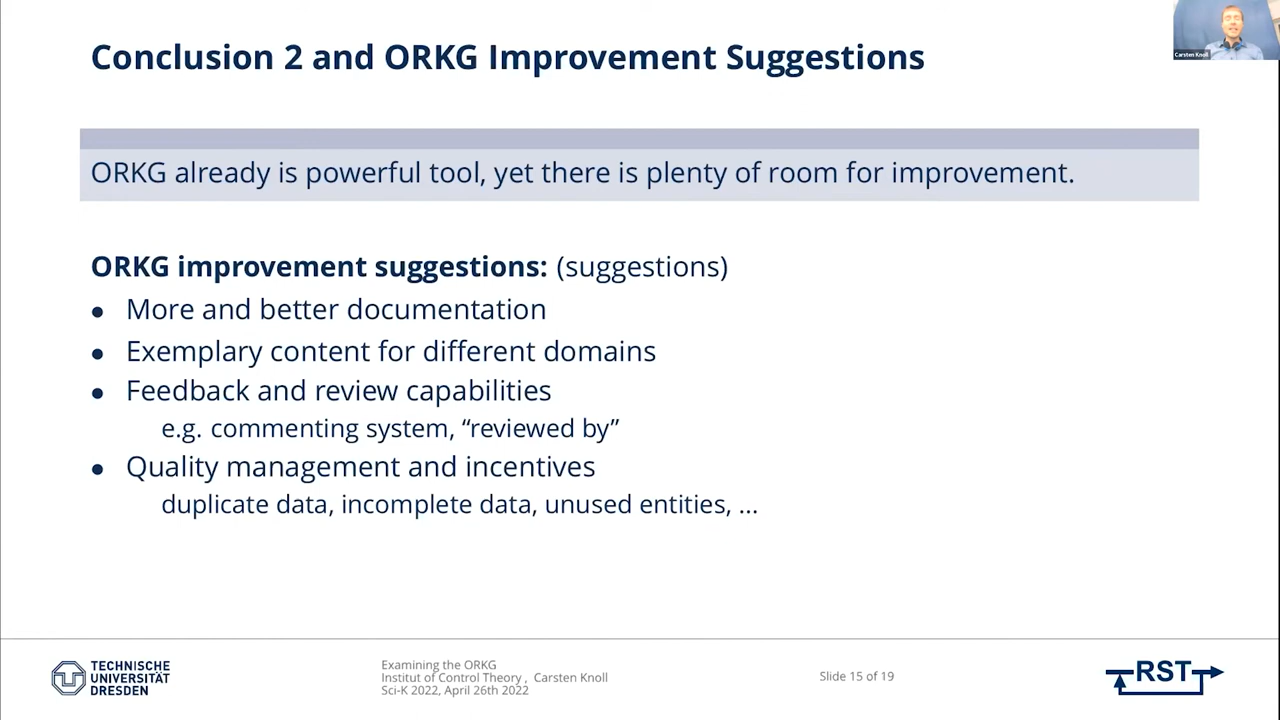 Carsten Knoll
Conclusion 2 and ORKG Improvement Suggestions
ORKG already is powerful tool, yet there is plenty of room for improvement.
ORKG improvement suggestions: (suggestions)
● More and better documentation
● Exemplary content for different domains
● Feedback and review capabilities
e.g. commenting system, “reviewed by”
● Quality management and incentives
duplicate data, incomplete data, unused entities, ...
TECHNISCHE
UNIVERSITÄT
DRESDEN
Examining the ORKG
Institut of Control Theory , Carsten Knoll
Sci-K 2022, April 26th 2022
Slide 15 of 19
RST